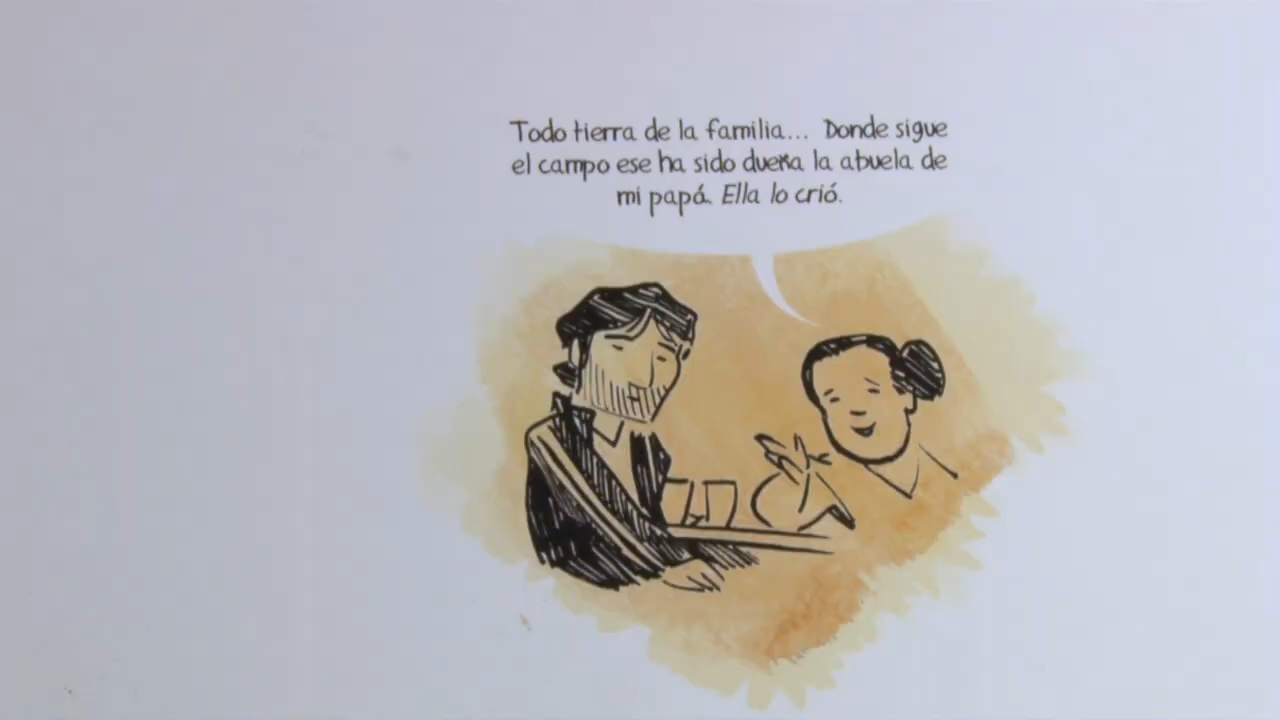 Todo tierra de la familia... Donde sigue
el campo ese ha sido dueña la abuela de
mi papá. Ella lo crió.